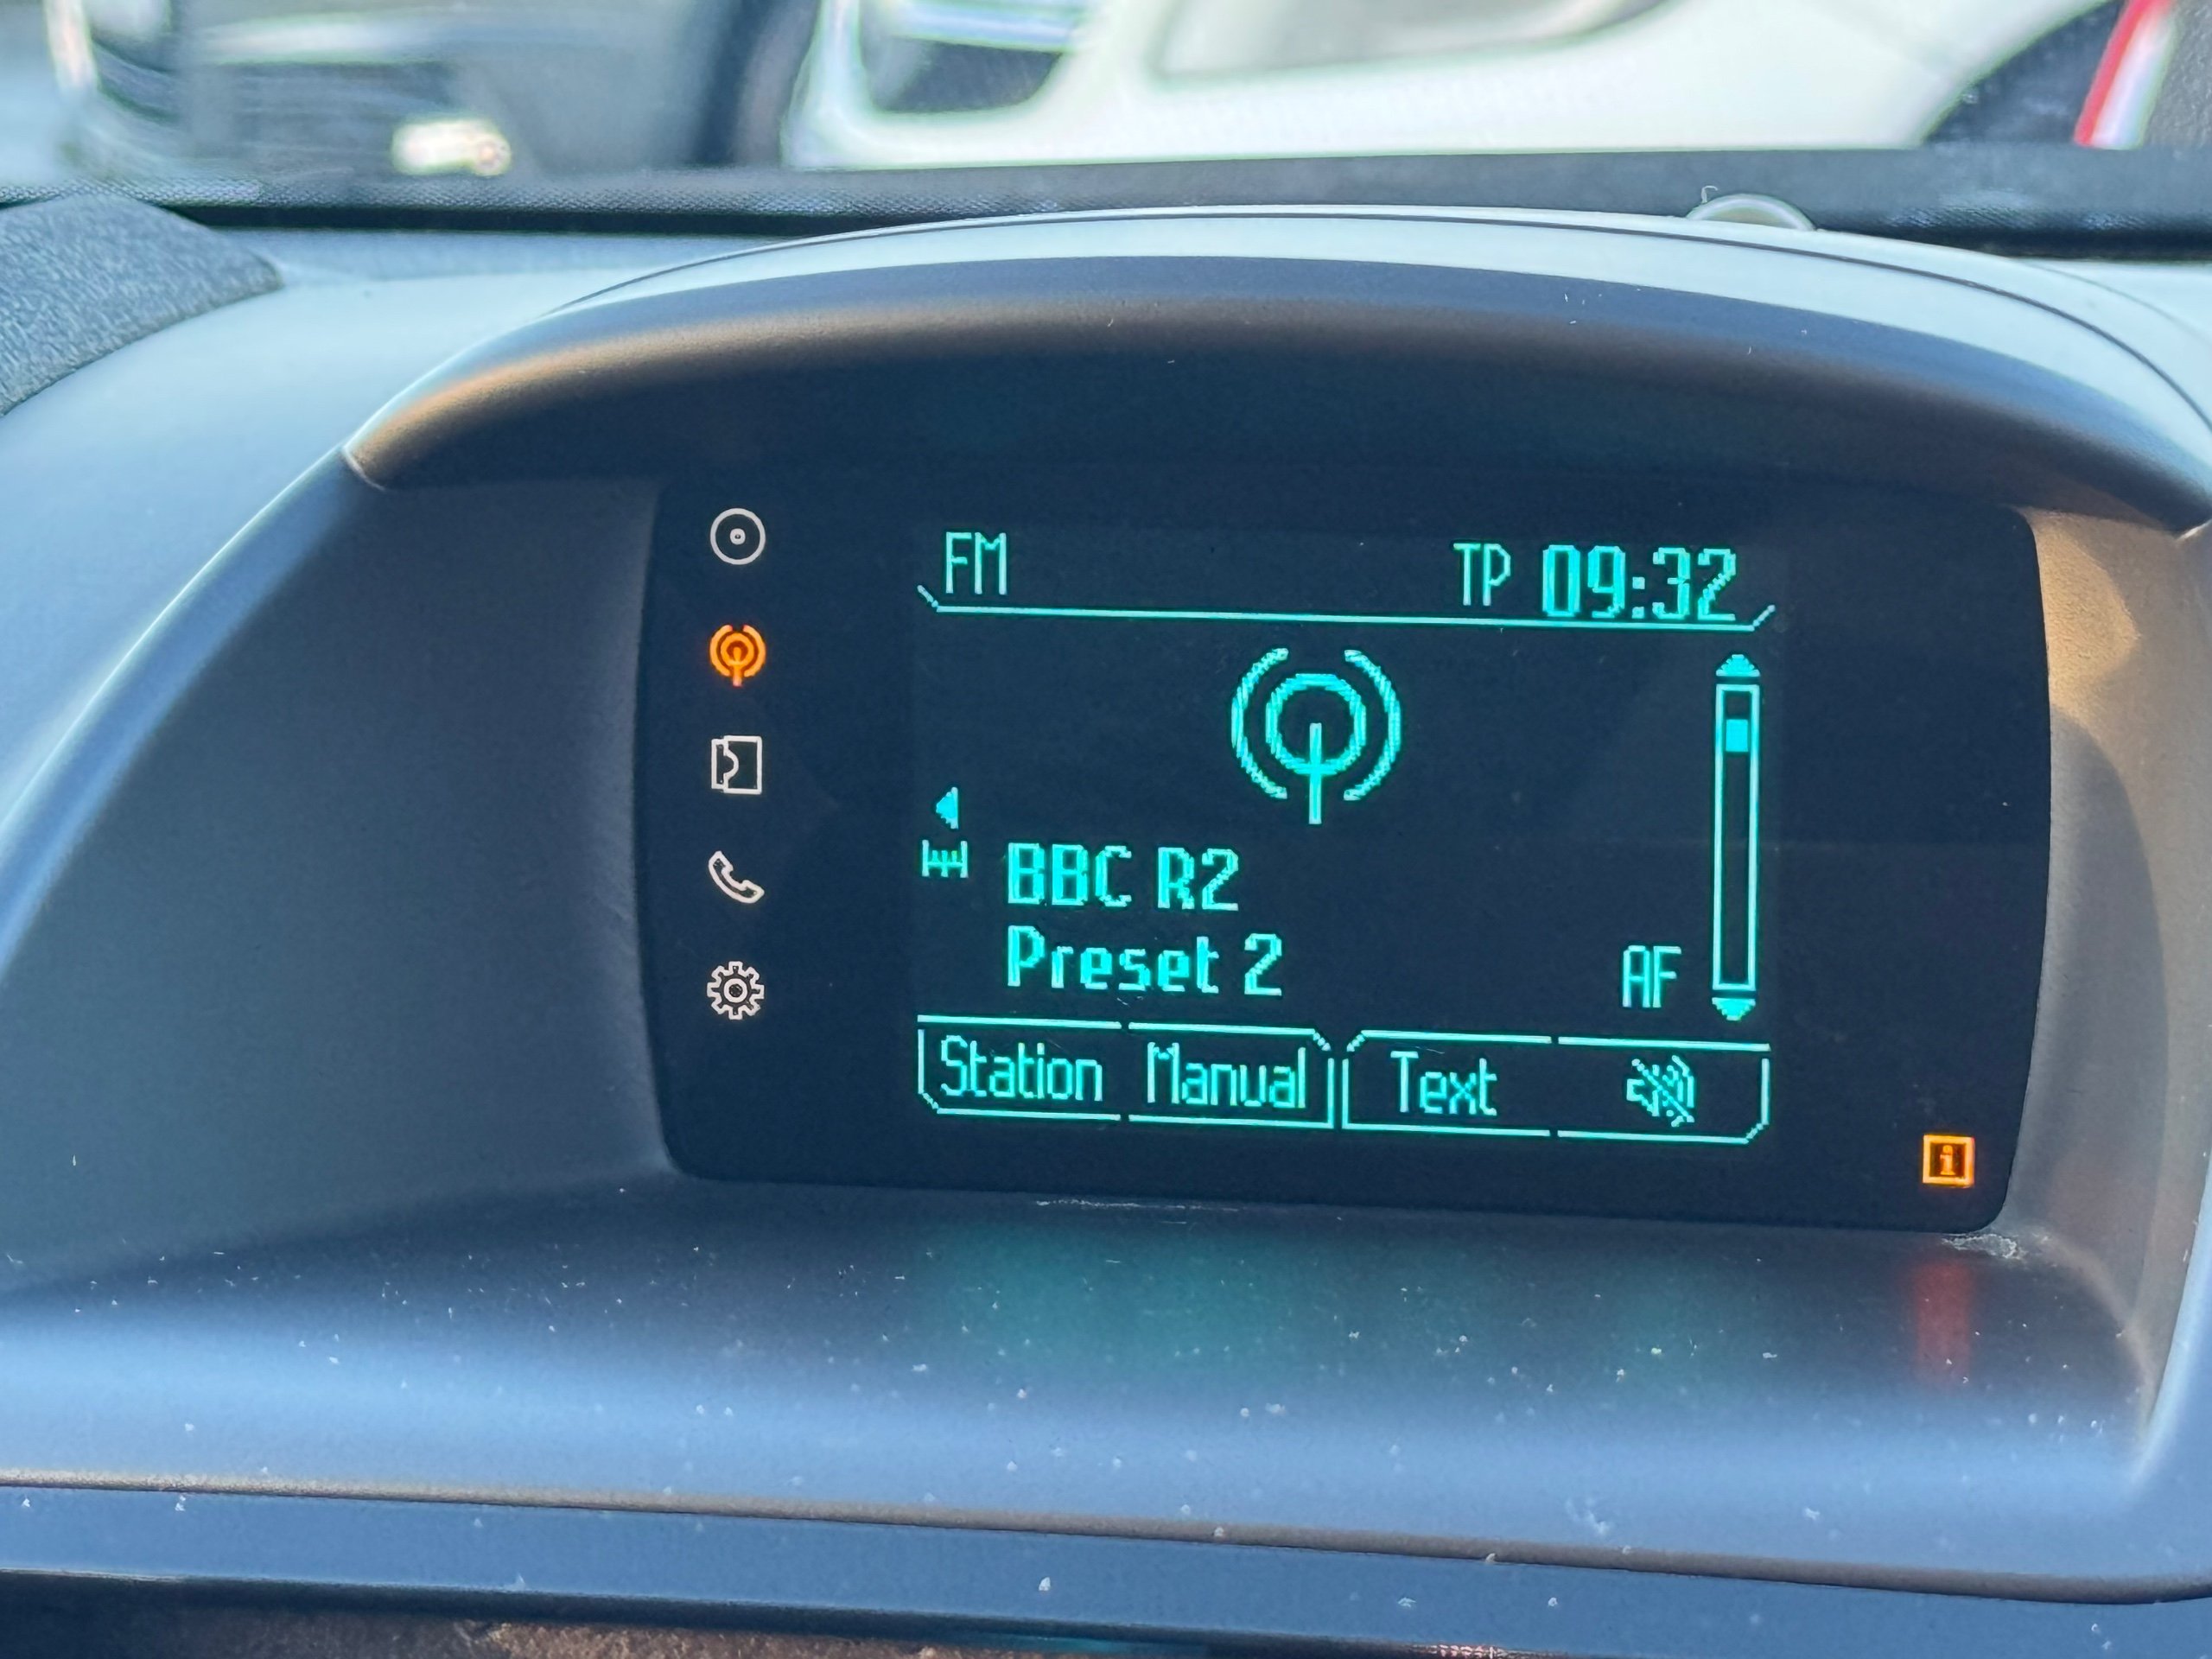 FM TP 09:32
BBC R2
Preset 2 AF
Station Manual Text
i